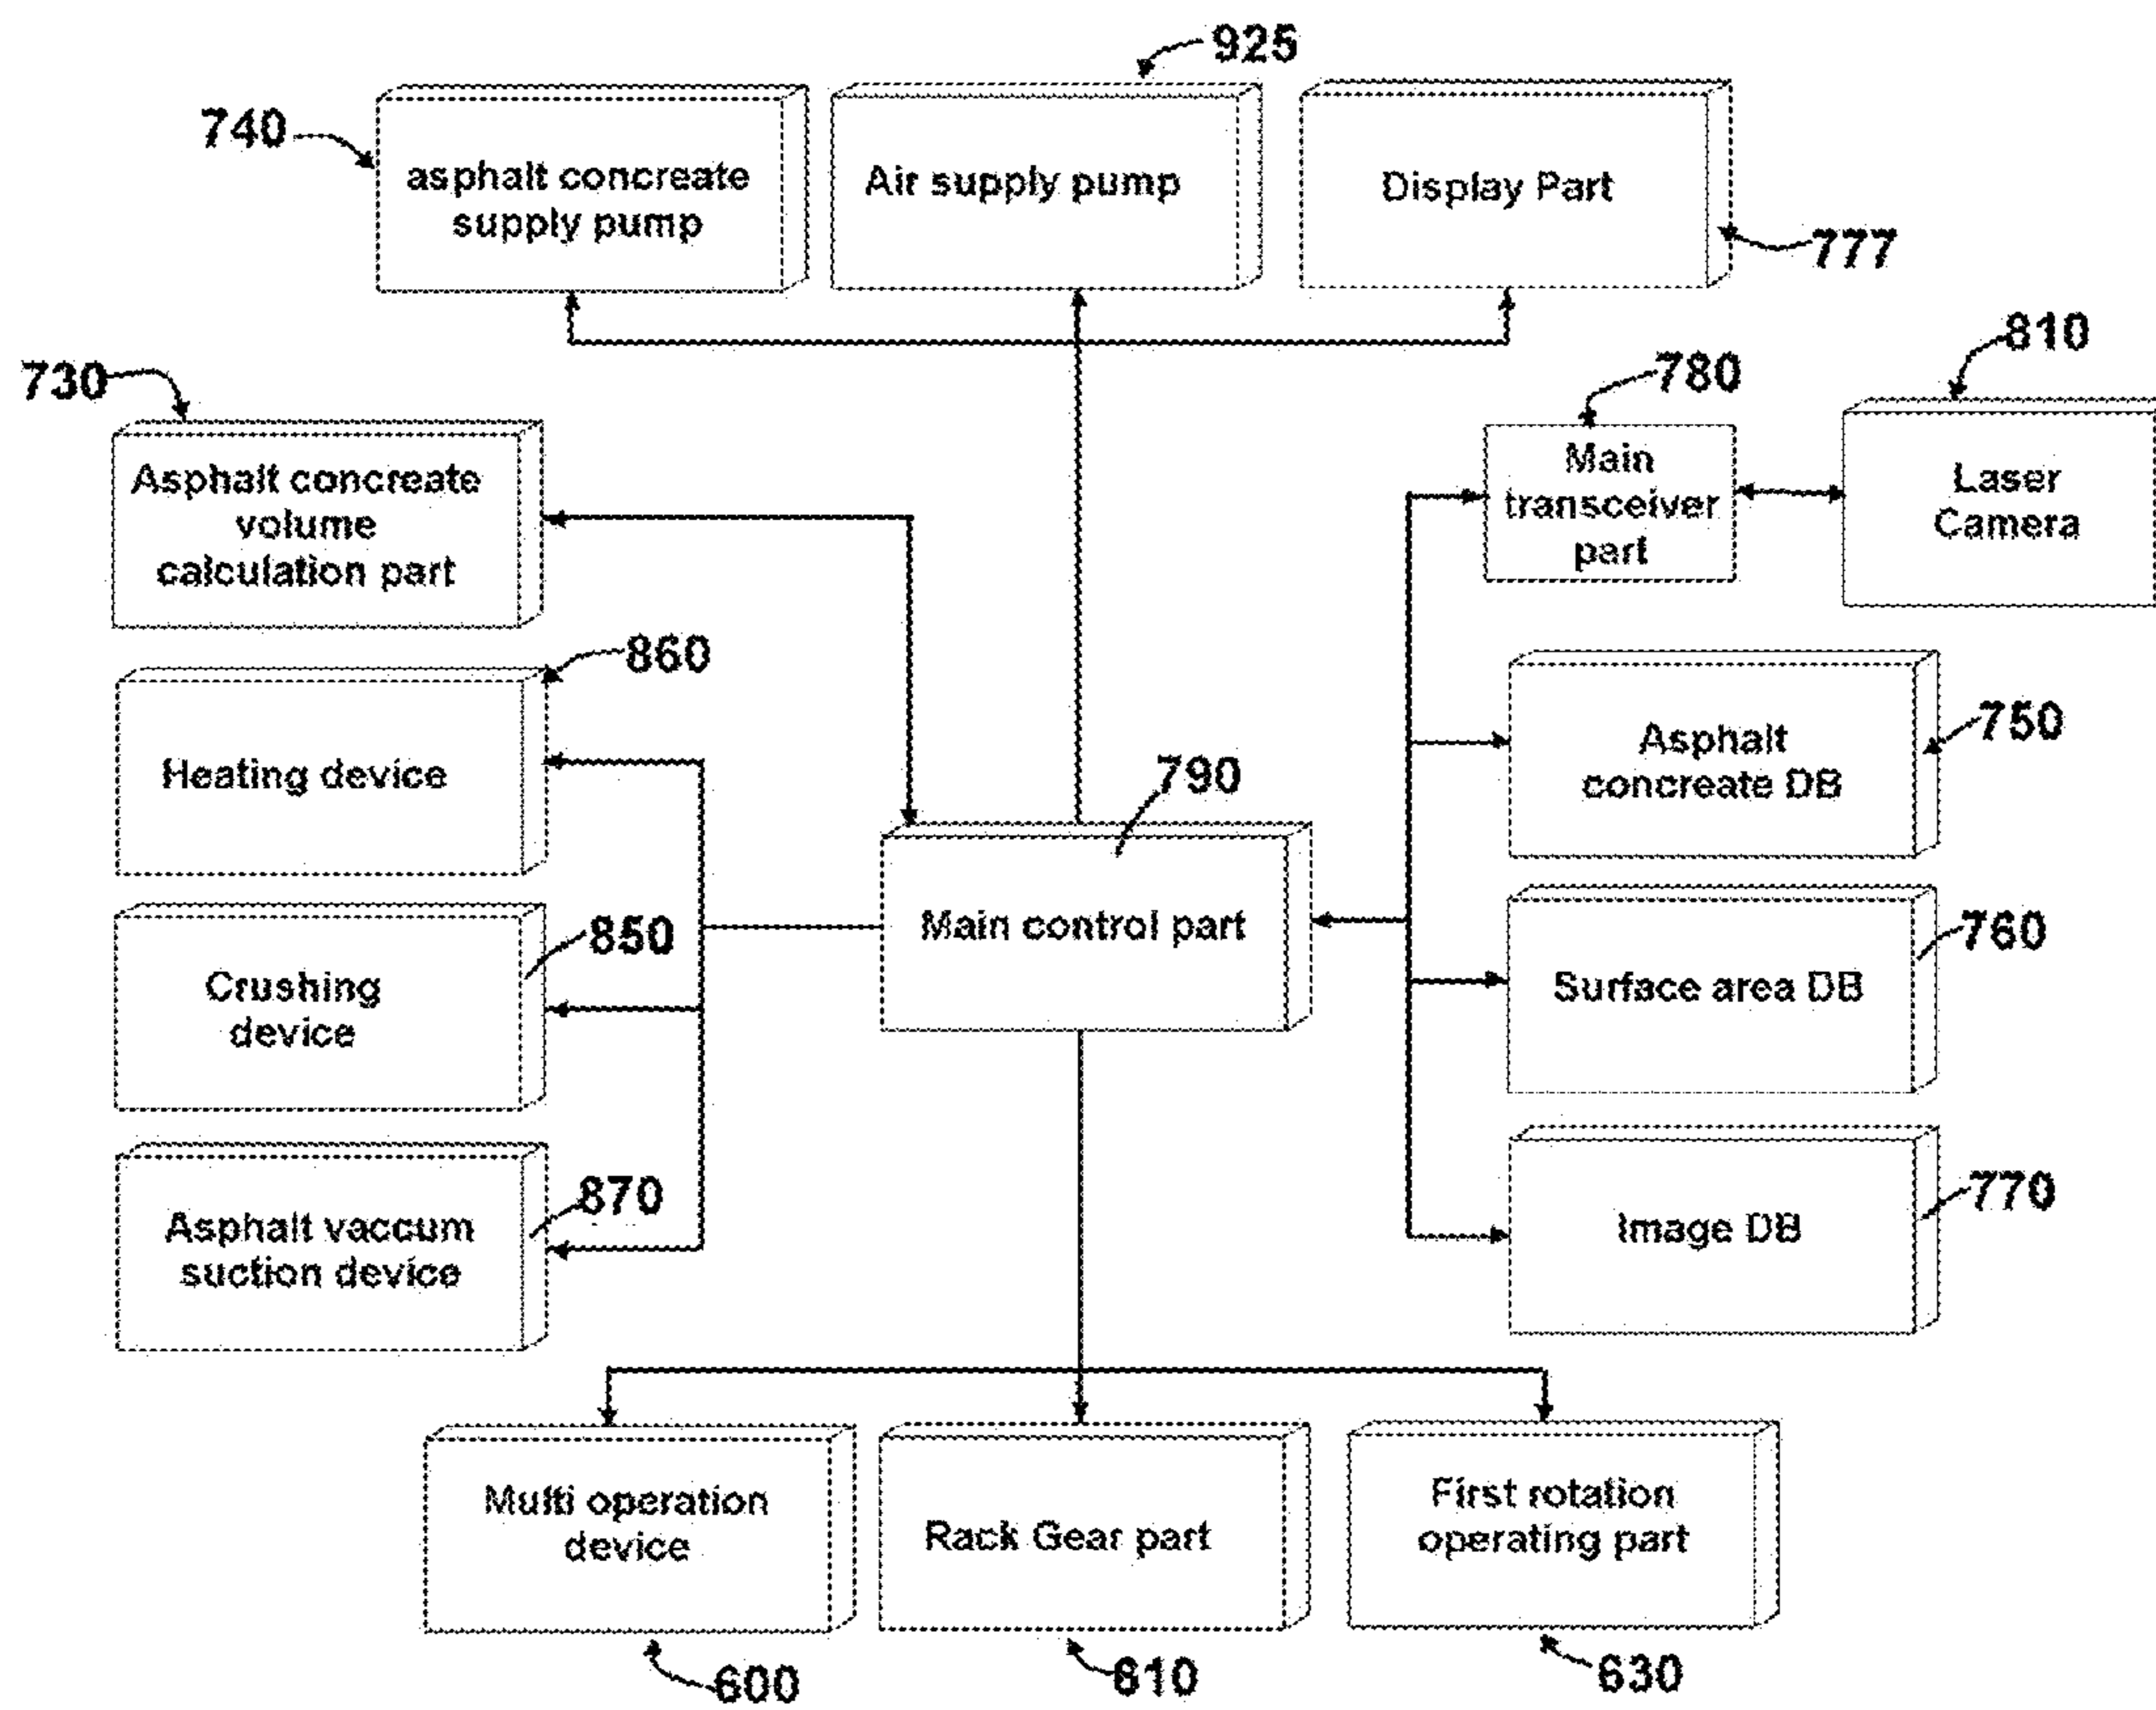 925
740
asphalt concreate
supply pump
Air supply pump
Display Part
777
810
730
780
Asphalt concreate
volume
calculation part
Main
transceiver
part
Laser
Camera
860
Heating device
750
Asphalt
concreate DB
790
850
Crushing
device
Main control part
760
Surface area DB
870
Asphalt vaccum
suction device
770
Image DB
Multi operation
device
Rack Gear part
First rotation
operating part
600
610
630